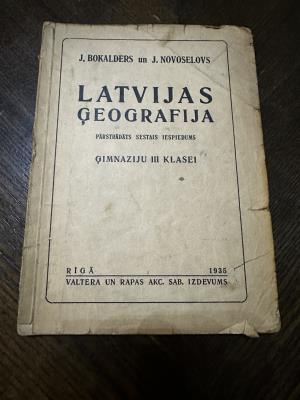 J. BOKALDERS un J. NOVOSELOVS
LATVIJAS
ĢEOGRAFIJA
PĀRSTRĀDĀTS SESTAIS IESPIEDUMS
ĢIMNAZIJU III KLASEI
RĪGĀ 1935
VALTERA UN RAPAS AKC. SAB. IZDEVUMS